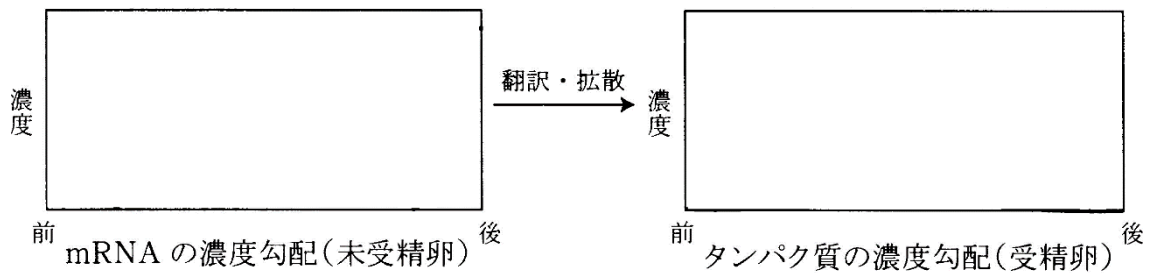 濃度
翻訳・拡散
濃度
前
後
mRNA の濃度勾配(未受精卵)
前
後
タンパク質の濃度勾配(受精卵)